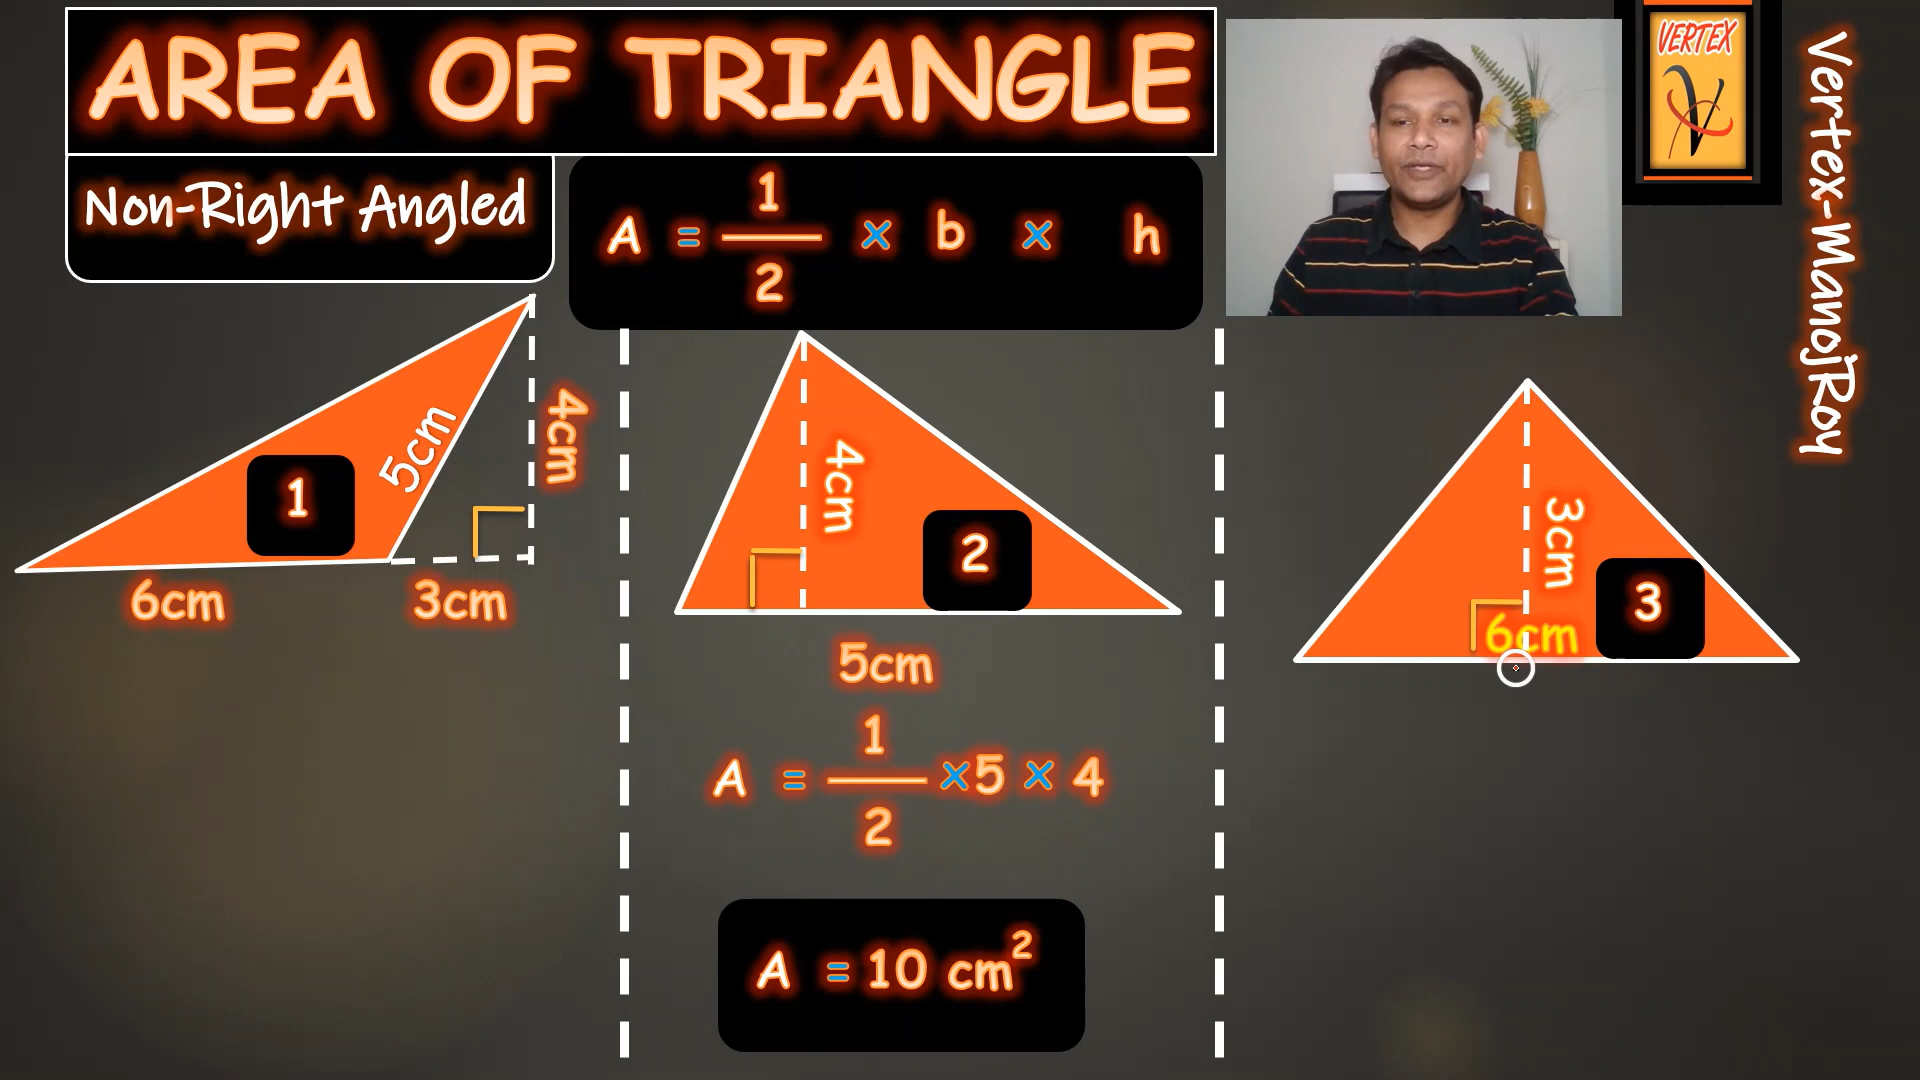 AREA OF TRIANGLE
VERTEX
Vertex-ManojRoy
Non-Right Angled
A = 1/2 × b × h
5cm
4cm
1
6cm
3cm
4cm
2
5cm
A = 1/2 ×5 × 4
A = 10 cm²
3cm
6cm
3